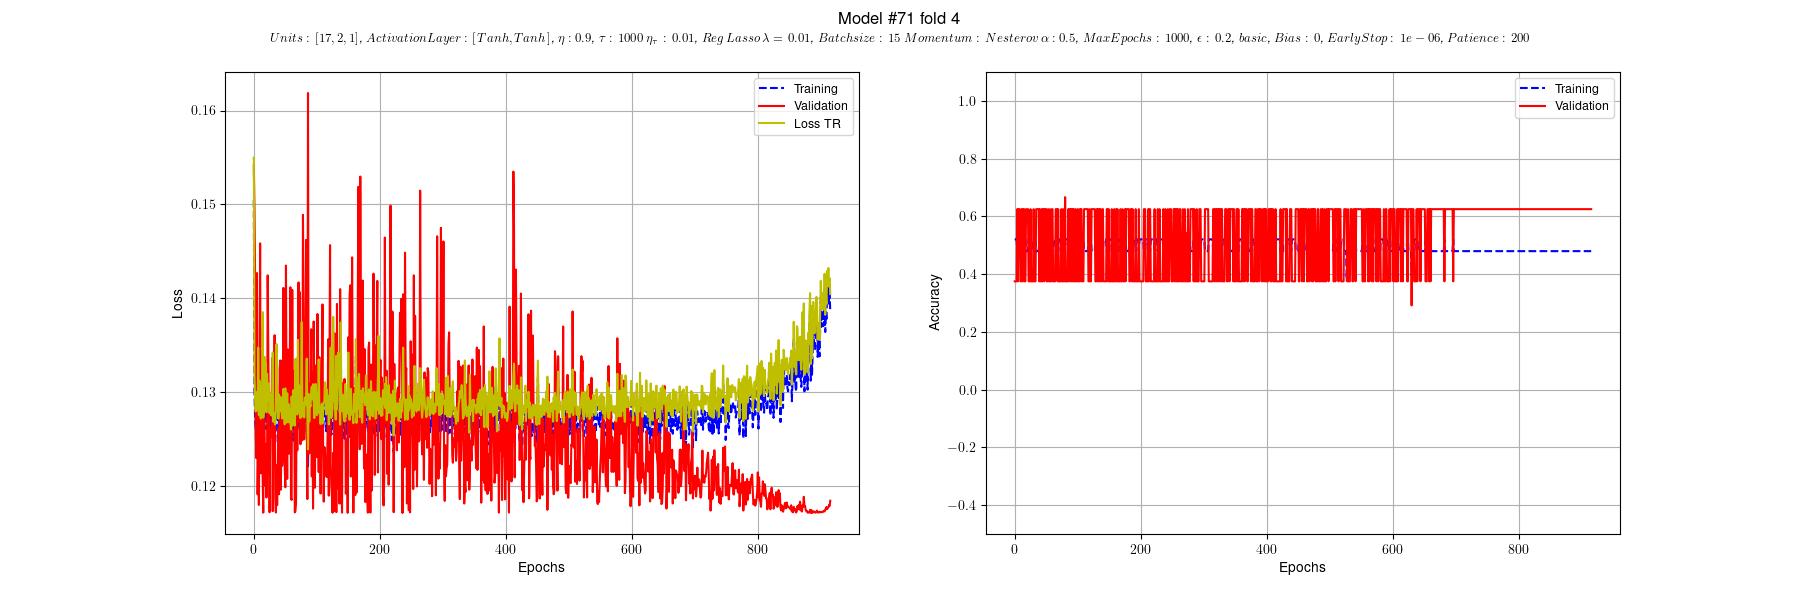 Model #71 fold 4
Units : [17, 2, 1], ActivationLayer : [Tanh, Tanh], η : 0.9, τ : 1000 ητ : 0.01, Reg Lasso λ = 0.01, Batchsize : 15 Momentum : Nesterov α : 0.5, MaxEpochs : 1000, ϵ : 0.2, basic, Bias : 0, EarlyStop : 1e − 06, Patience : 200
Loss
0.16
0.15
0.14
0.13
0.12
0 200 400 600 800
Epochs
Training
Validation
Loss TR
Accuracy
1.0
0.8
0.6
0.4
0.2
0.0
−0.2
−0.4
0 200 400 600 800
Epochs
Training
Validation